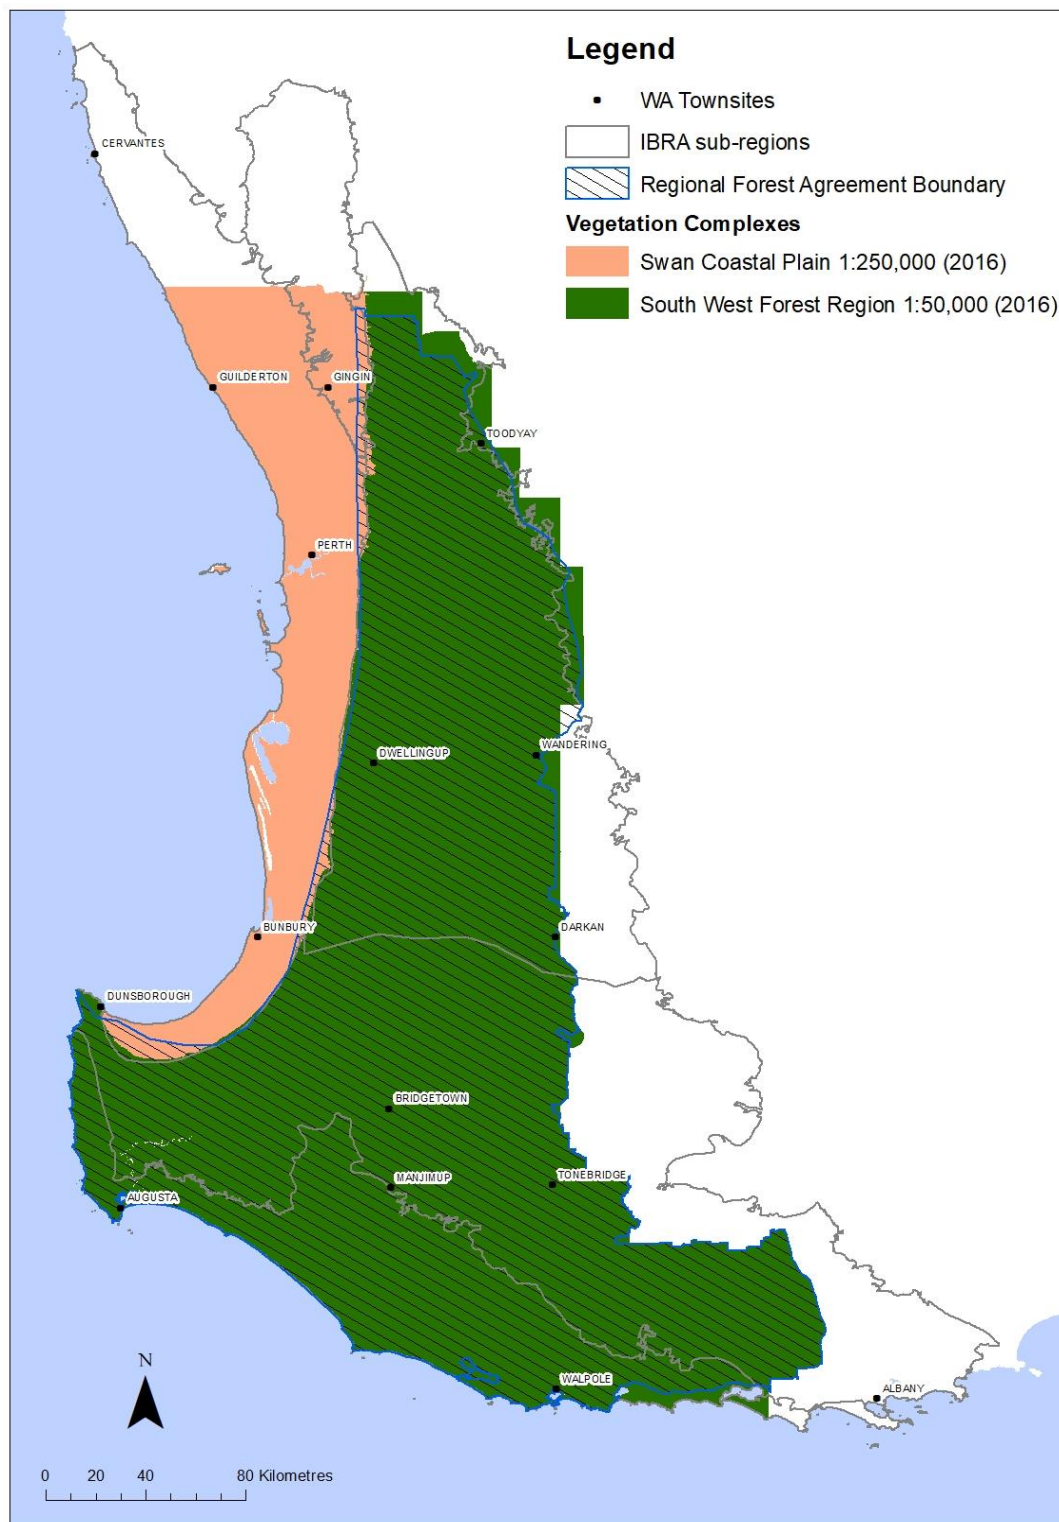 Legend
WA Townsites
IBRA sub-regions
Regional Forest Agreement Boundary
Vegetation Complexes
Swan Coastal Plain 1:250,000 (2016)
South West Forest Region 1:50,000 (2016)
CERVANTES
GUILDERTON
GINGIN
TOODYAY
PERTH
WANDERING
DWELLINGUP
BUNBURY
DARKAN
DUNSBOROUGH
BRIDGETOWN
MANJIMUP
TONEBRIDGE
AUGUSTA
WALPOLE
ALBANY
N
0 20 40 80 Kilometres